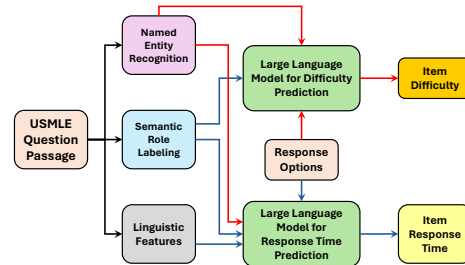 Named
Entity
Recognition
Large Language
Model for Difficulty
Prediction
Item
Difficulty
USMLE
Question
Passage
Semantic
Role
Labeling
Response
Options
Linguistic
Features
Large Language
Model for
Response Time
Prediction
Item
Response
Time